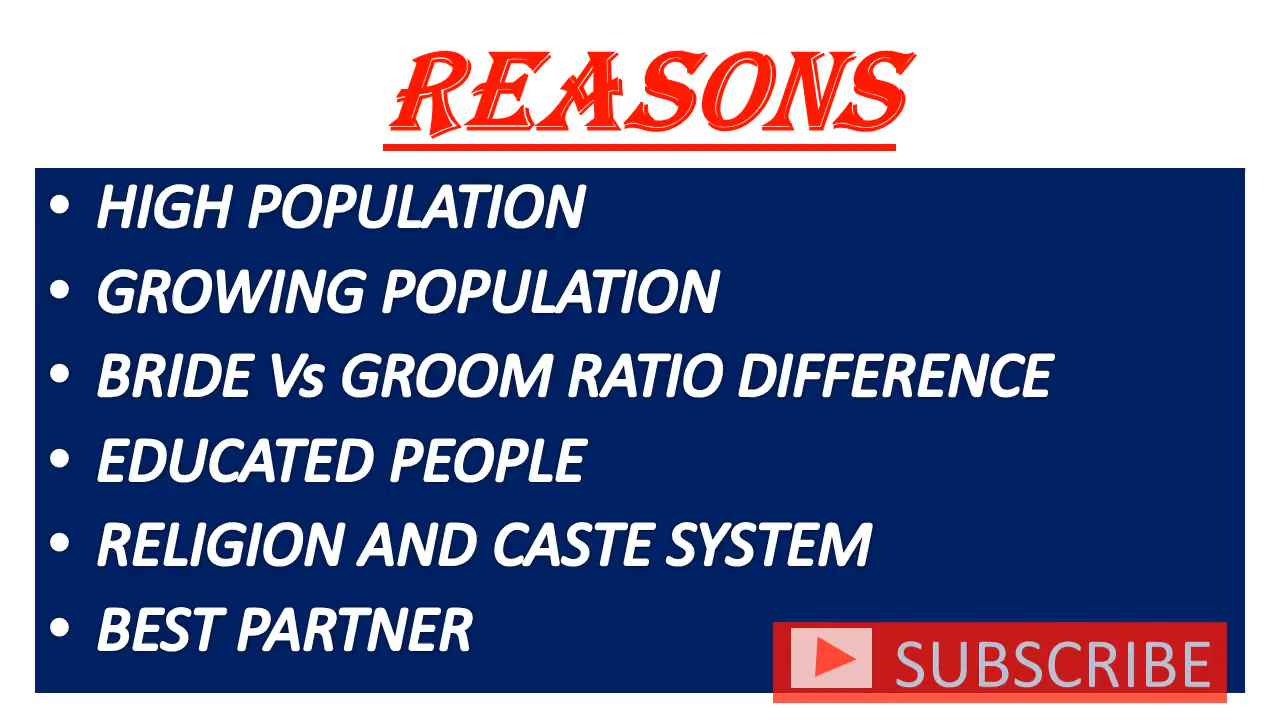 REASONS
• HIGH POPULATION
• GROWING POPULATION
• BRIDE Vs GROOM RATIO DIFFERENCE
• EDUCATED PEOPLE
• RELIGION AND CASTE SYSTEM
• BEST PARTNER
SUBSCRIBE